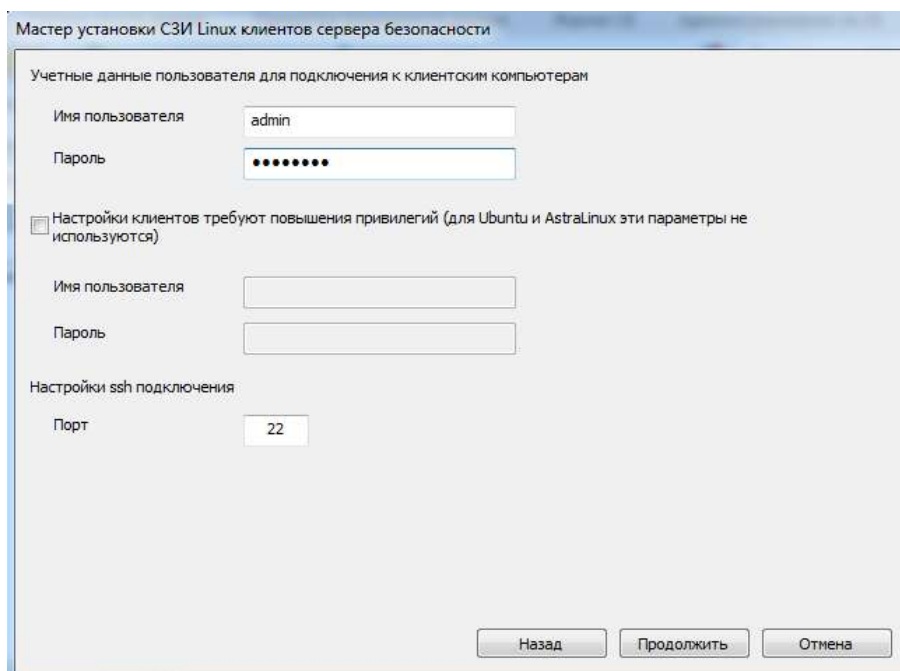 Мастер установки СЗИ Linux клиентов сервера безопасности
Учетные данные пользователя для подключения к клиентским компьютерам
Имя пользователя
admin
Пароль
••••••••
Настройки клиентов требуют повышения привилегий (для Ubuntu и AstraLinux эти параметры не
используются)
Имя пользователя
Пароль
Настройки ssh подключения
Порт
22
Назад
Продолжить
Отмена